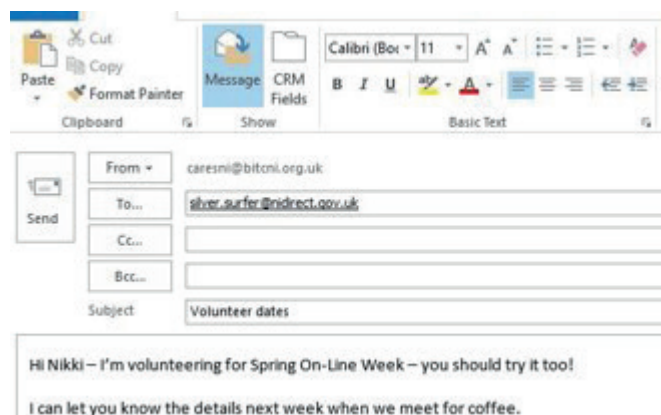 Cut
Copy
Paste
Format Painter
Clipboard
Message
CRM
Fields
Show
Calibri (Boc 11 A A
B I U aby A
Basic Text
From
caresni@bitcni.org.uk
To...
silver.surfer@nidirect.gov.uk
Send
Cc...
Bcc...
Subject
Volunteer dates
Hi Nikki – I'm volunteering for Spring On-Line Week – you should try it too!
I can let you know the details next week when we meet for coffee.